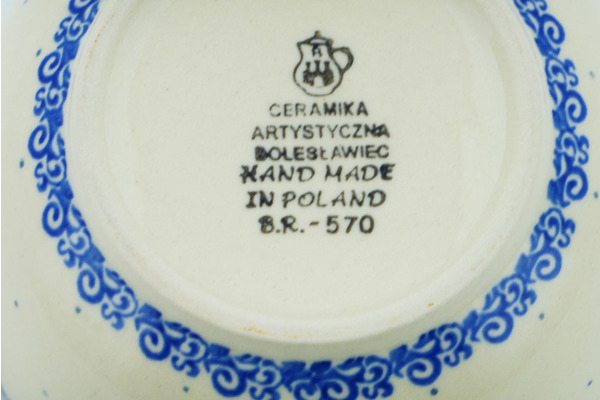 CERAMIKA
ARTYSTYCZNA
BOLESŁAWIEC
HAND MADE
IN POLAND
B.R.-570